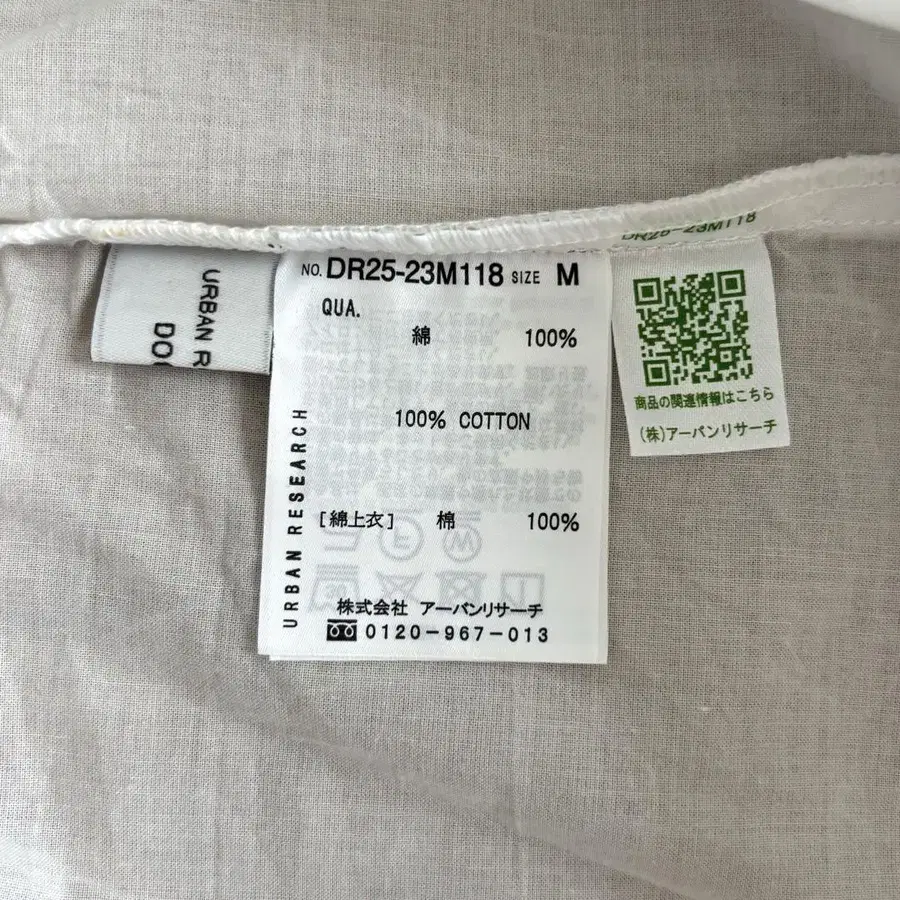 URBAN R
DOO
NO. DR25-23M118 SIZE M
QUA.
綿 100%
100% COTTON
[綿上衣] 棉 100%
URBAN RESEARCH
株式会社 アーバンリサーチ
0120-967-013
DR25-23M118
商品の関連情報はこちら
(株)アーバンリサーチ